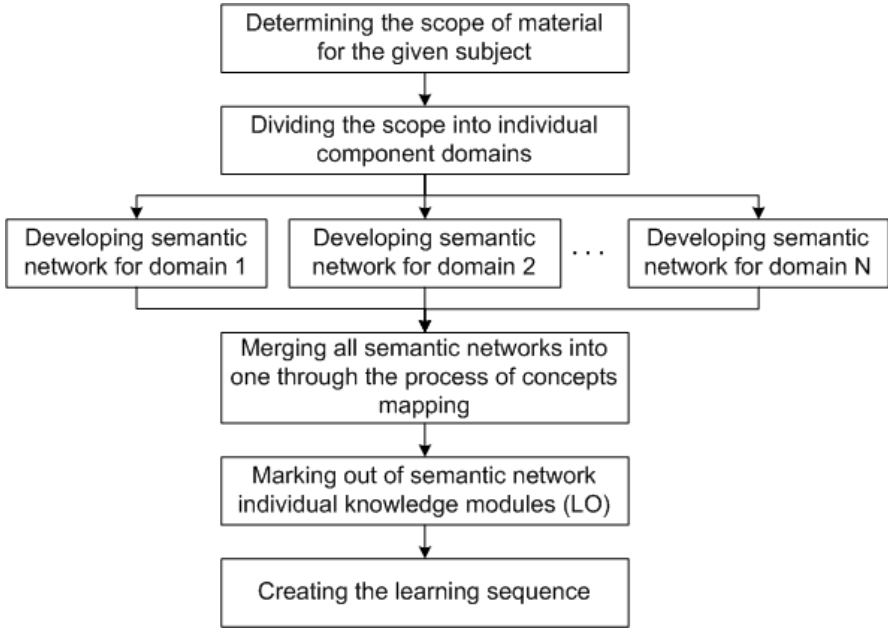 Determining the scope of material
for the given subject
Dividing the scope into individual
component domains
Developing semantic
network for domain 1
Developing semantic
network for domain 2
. . .
Developing semantic
network for domain N
Merging all semantic networks into
one through the process of concepts
mapping
Marking out of semantic network
individual knowledge modules (LO)
Creating the learning sequence